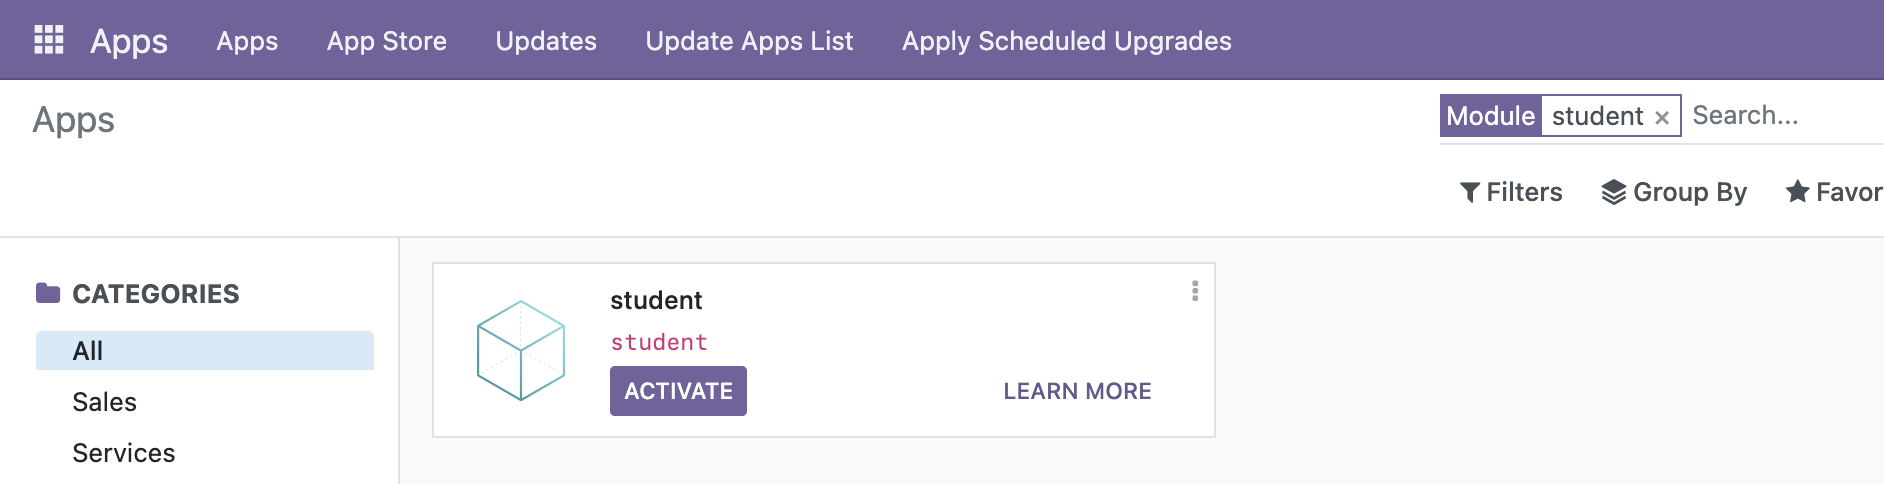 Apps Apps App Store Updates Update Apps List Apply Scheduled Upgrades
Apps
Module student × Search...
Filters Group By Favor
CATEGORIES
All
Sales
Services
student
student
ACTIVATE LEARN MORE